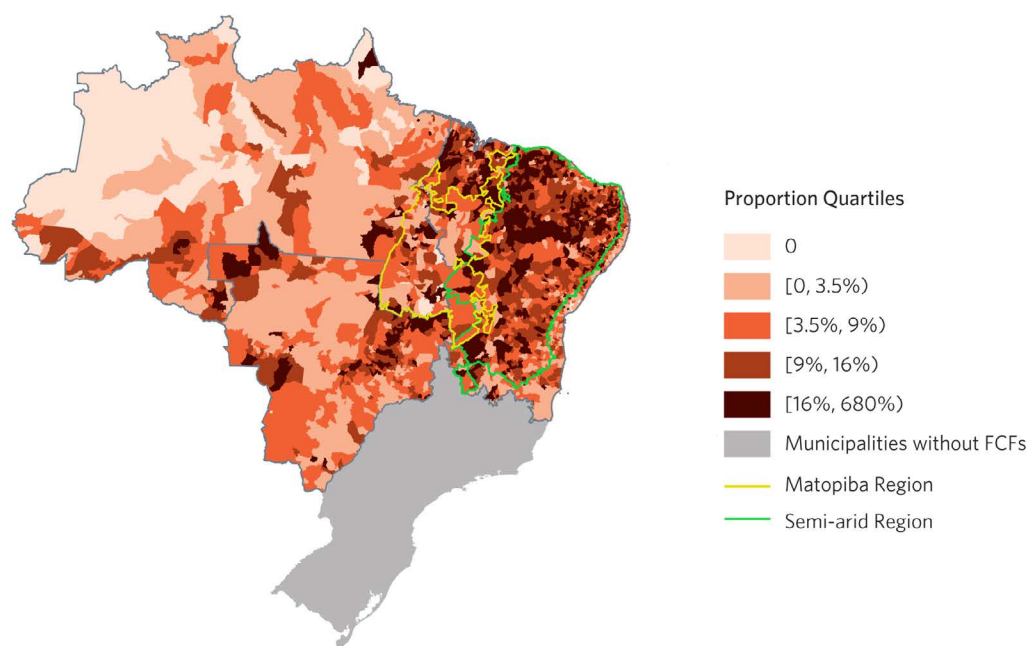 Proportion Quartiles
0
[0, 3.5%)
[3.5%, 9%)
[9%, 16%)
[16%, 680%)
Municipalities without FCFs
Matopiba Region
Semi-arid Region